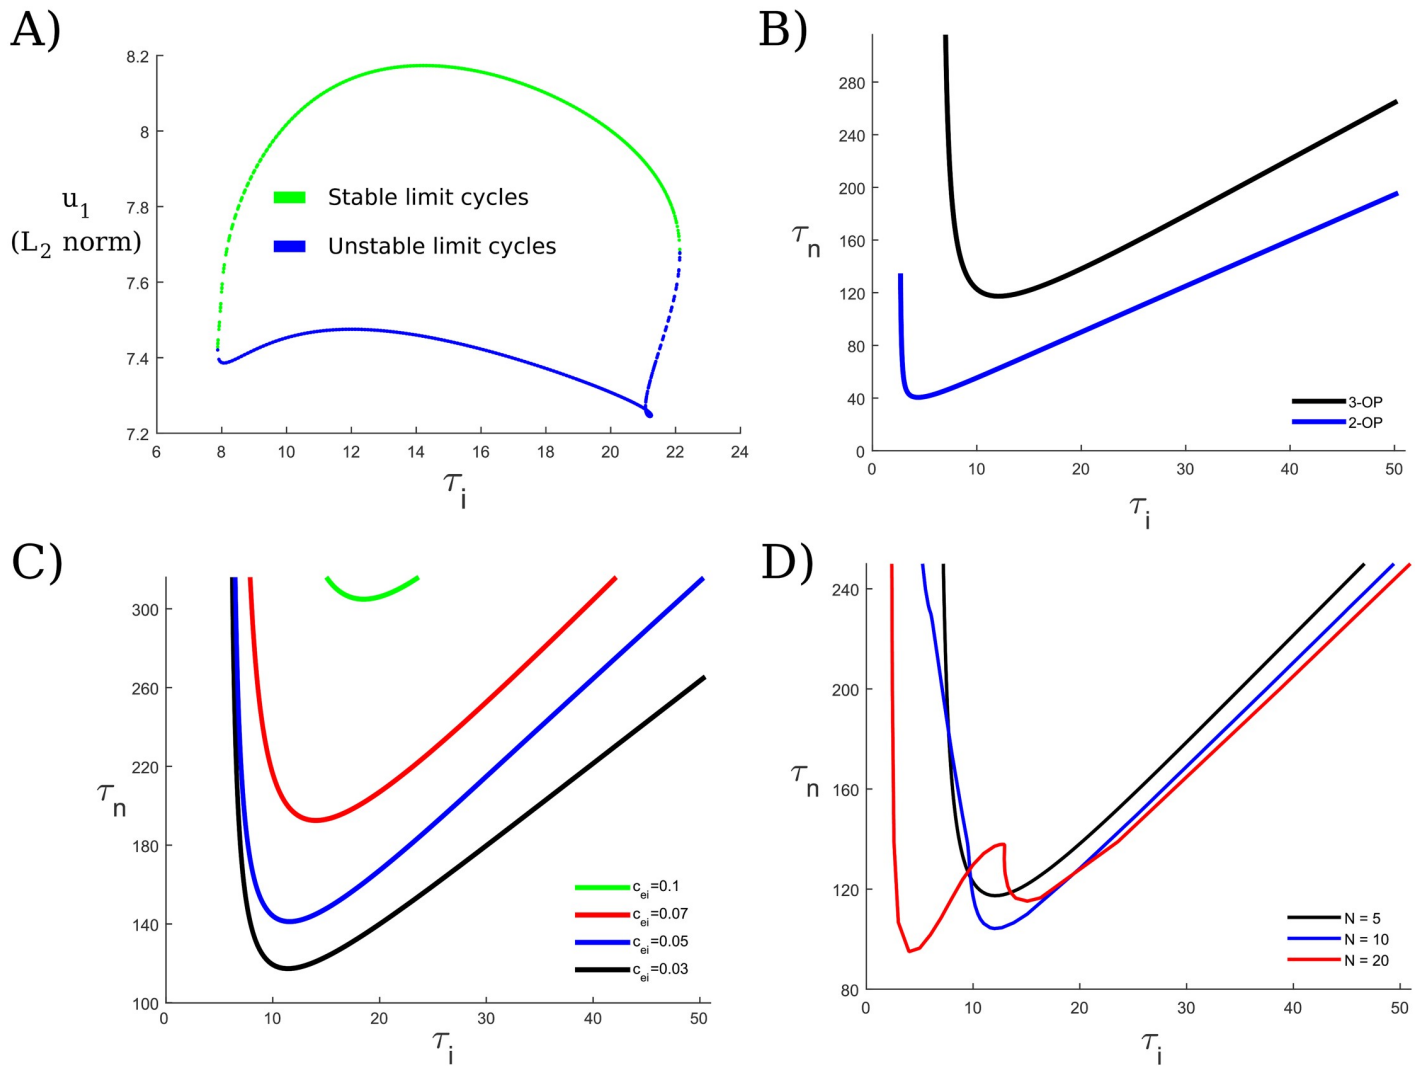 A)
8.2
8
7.8
7.6
7.4
7.2
u1
(L2 norm)
Stable limit cycles
Unstable limit cycles
6 8 10 12 14 16 18 20 22 24
τi
B)
280
240
200
160
120
80
40
0
τn
3-OP
2-OP
0 10 20 30 40 50
τi
C)
300
260
220
180
140
100
τn
cei=0.1
cei=0.07
cei=0.05
cei=0.03
0 10 20 30 40 50
τi
D)
240
200
160
120
80
τn
N = 5
N = 10
N = 20
0 10 20 30 40 50
τi